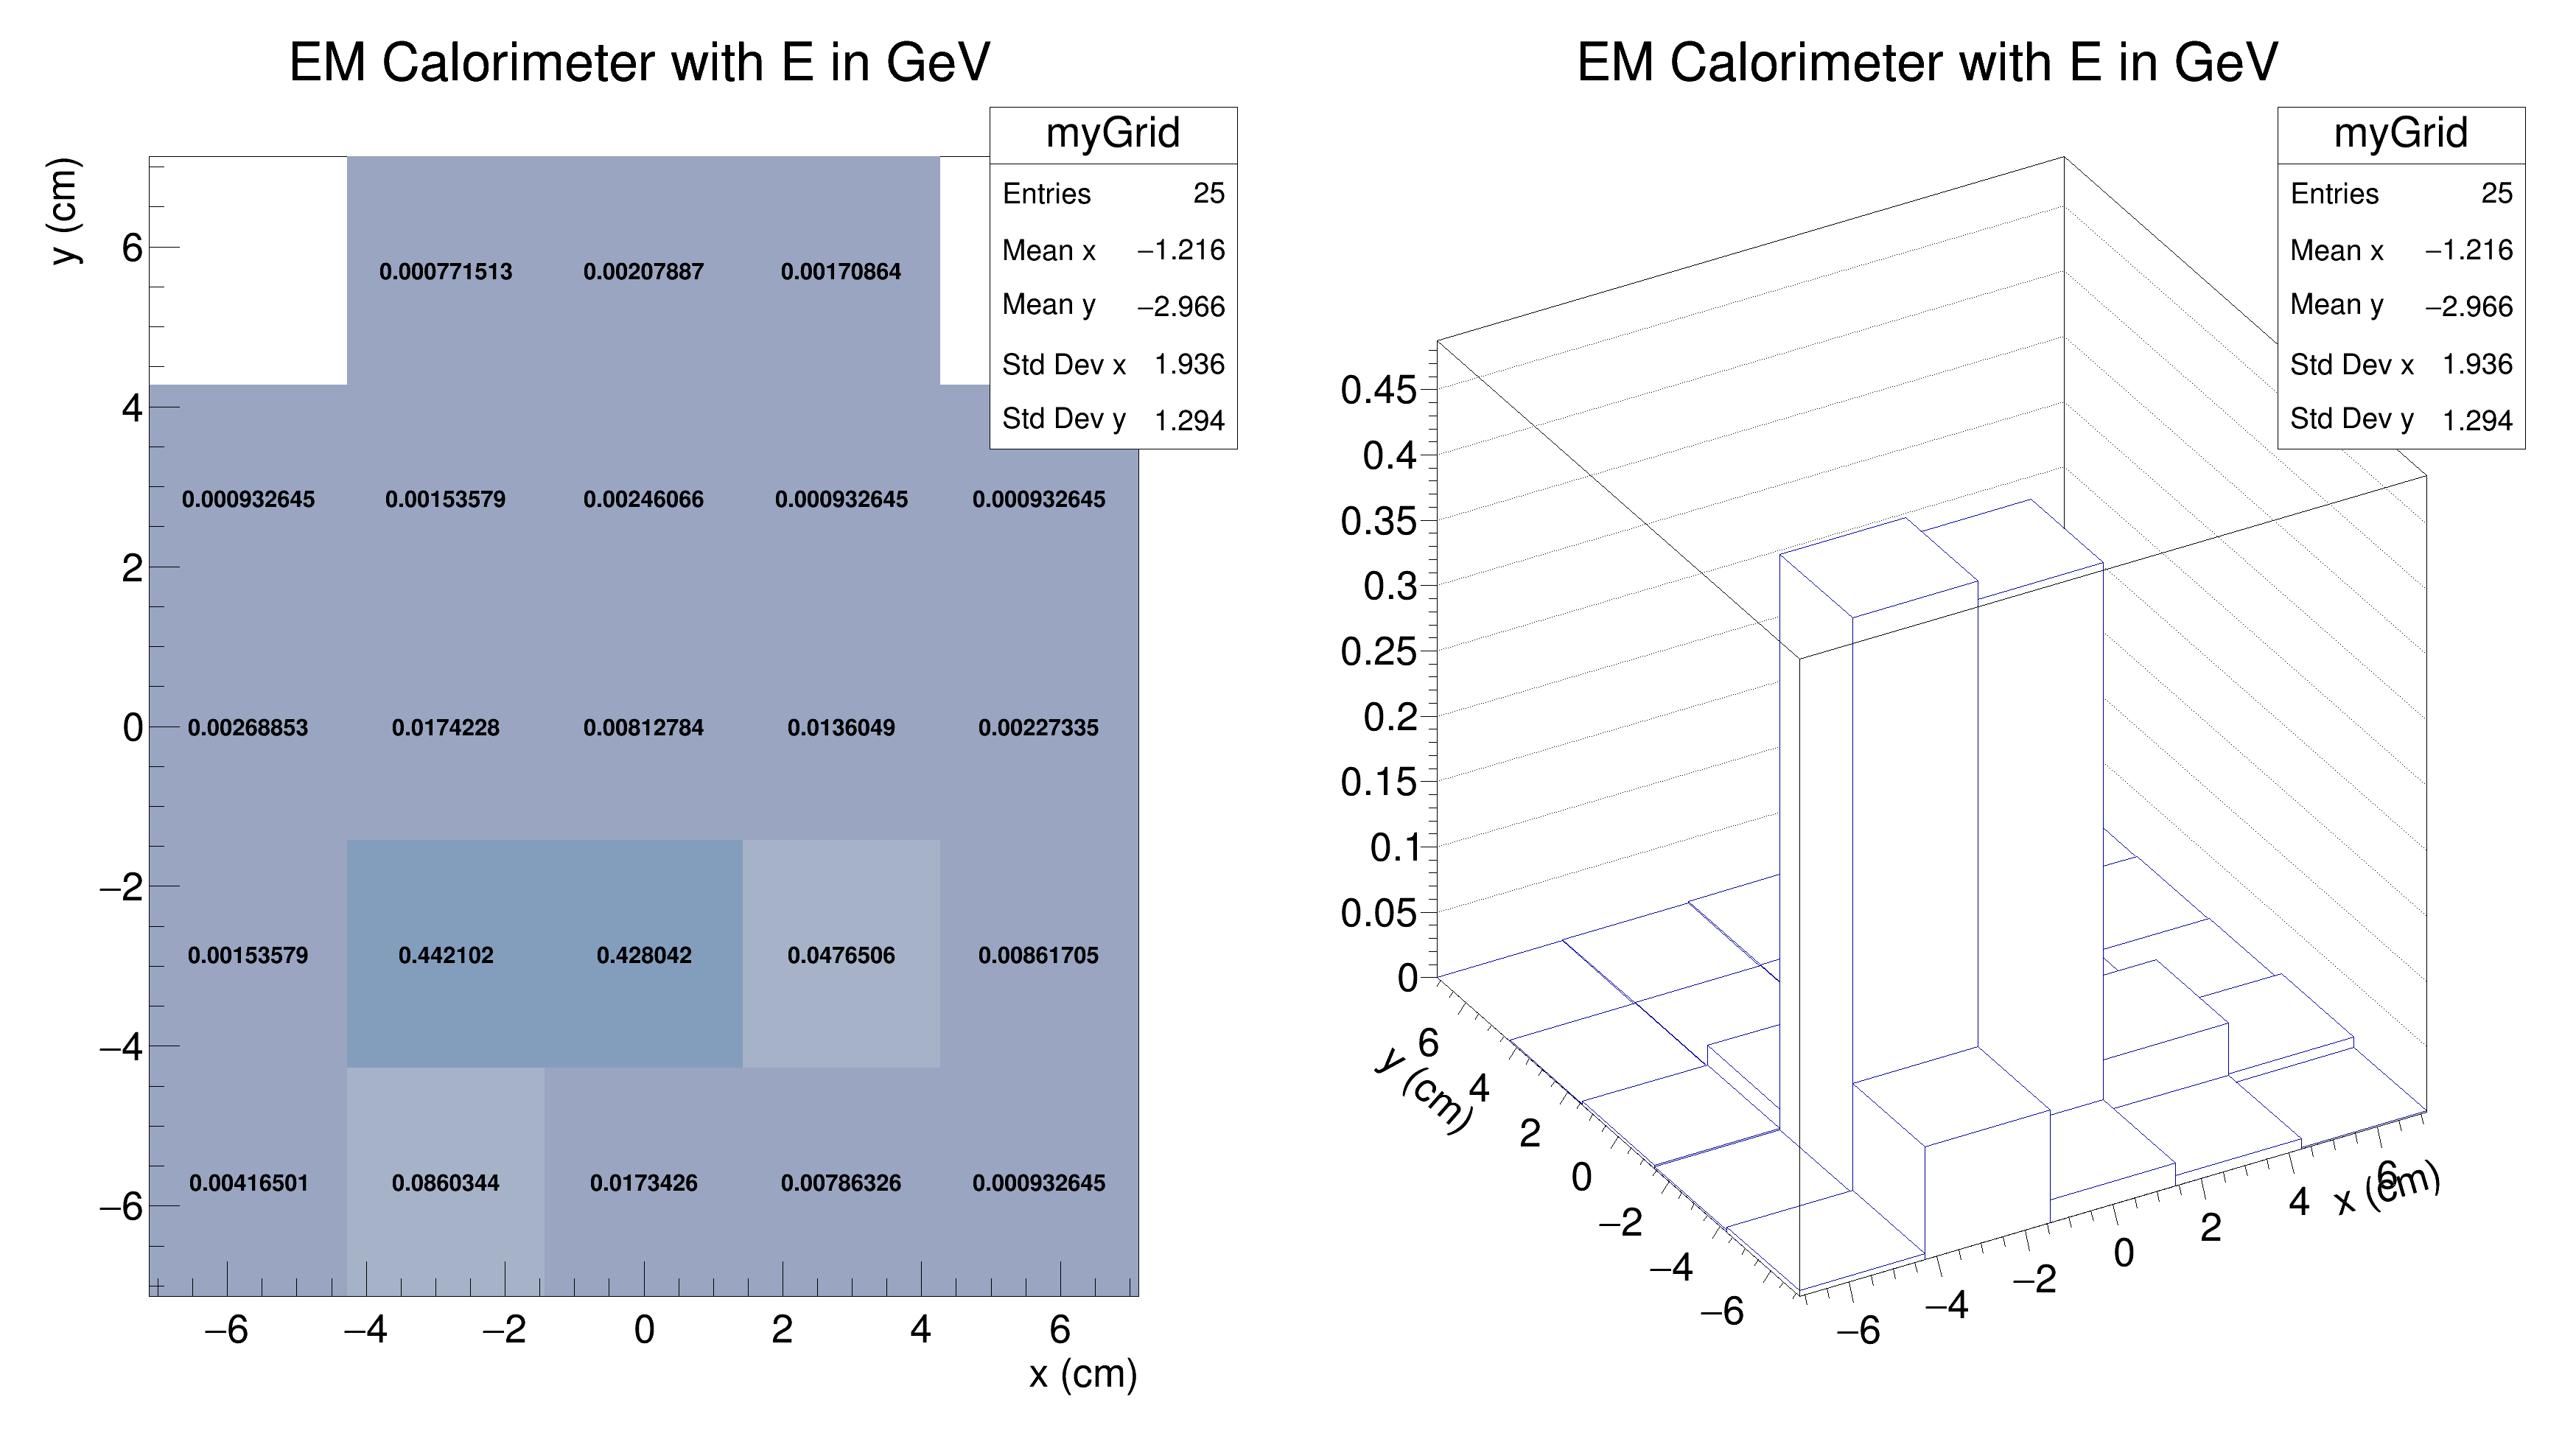 EM Calorimeter with E in GeV
myGrid
Entries 25
Mean x −1.216
Mean y −2.966
Std Dev x 1.936
Std Dev y 1.294
y (cm)
6
4
2
0
−2
−4
−6
0.000771513 0.00207887 0.00170864
0.000932645 0.00153579 0.00246066 0.000932645 0.000932645
0.00268853 0.0174228 0.00812784 0.0136049 0.00227335
0.00153579 0.442102 0.428042 0.0476506 0.00861705
0.00416501 0.0860344 0.0173426 0.00786326 0.000932645
−6 −4 −2 0 2 4 6
x (cm)
EM Calorimeter with E in GeV
myGrid
Entries 25
Mean x −1.216
Mean y −2.966
Std Dev x 1.936
Std Dev y 1.294
0.45
0.4
0.35
0.3
0.25
0.2
0.15
0.1
0.05
0
y (cm)
6
4
2
0
−2
−4
−6
−6 −4 −2 0 2 4 6
x (cm)